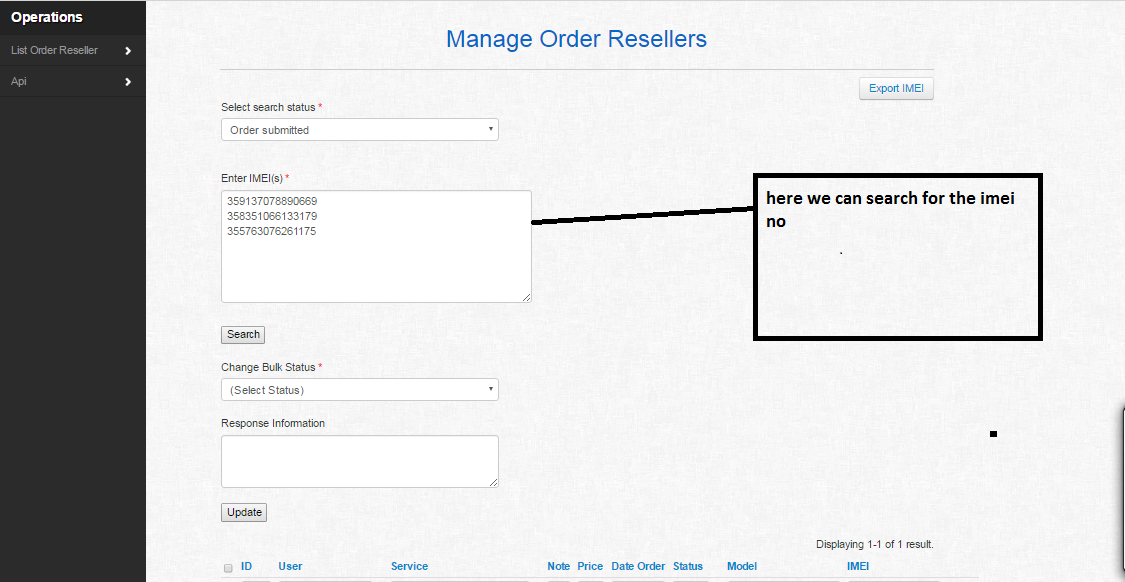 Operations
List Order Reseller
Api
Manage Order Resellers
Export IMEI
Select search status *
Order submitted
Enter IMEI(s) *
359137078890669
358351066133179
355763076261175
here we can search for the imei
no
.
Search
Change Bulk Status *
(Select Status)
Response Information
Update
Displaying 1-1 of 1 result.
ID User Service Note Price Date Order Status Model IMEI